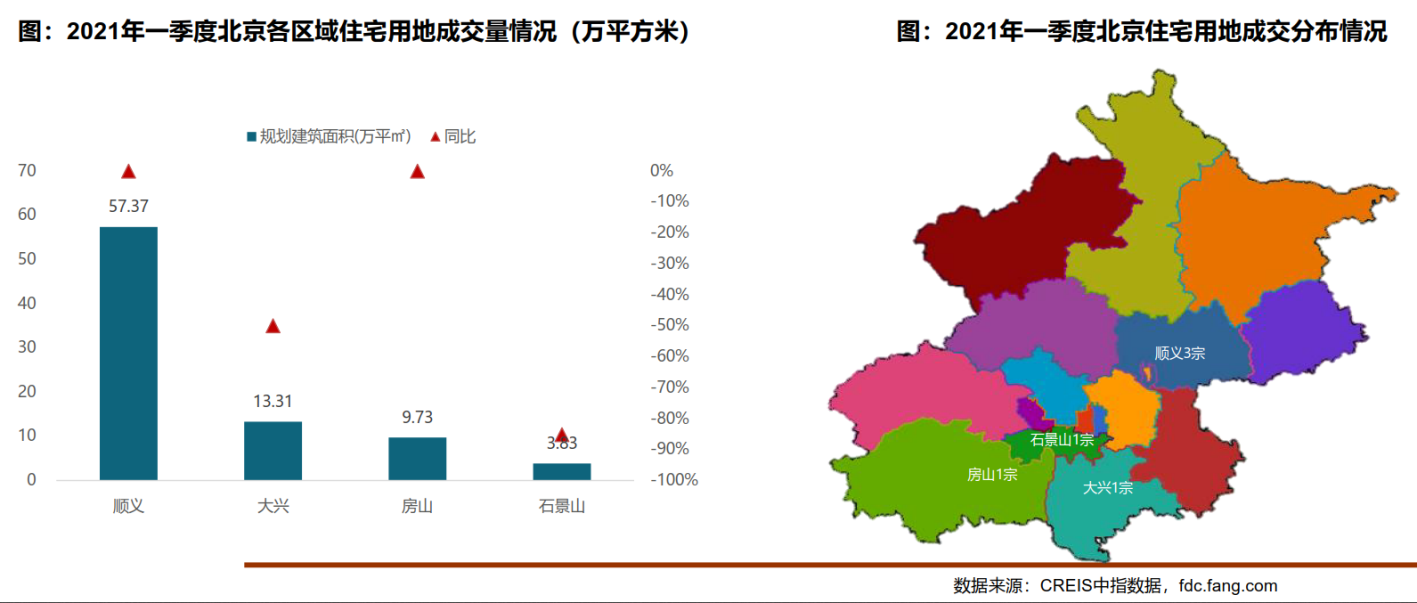 图：2021年一季度北京各区域住宅用地成交量情况（万平方米）
规划建筑面积(万平㎡) 同比
70
60
50
40
30
20
10
0
57.37
13.31
9.73
3.83
0%
-10%
-20%
-30%
-40%
-50%
-60%
-70%
-80%
-90%
-100%
顺义 大兴 房山 石景山
图：2021年一季度北京住宅用地成交分布情况
顺义3宗
石景山1宗
房山1宗
大兴1宗
数据来源：CREIS中指数据，fdc.fang.com